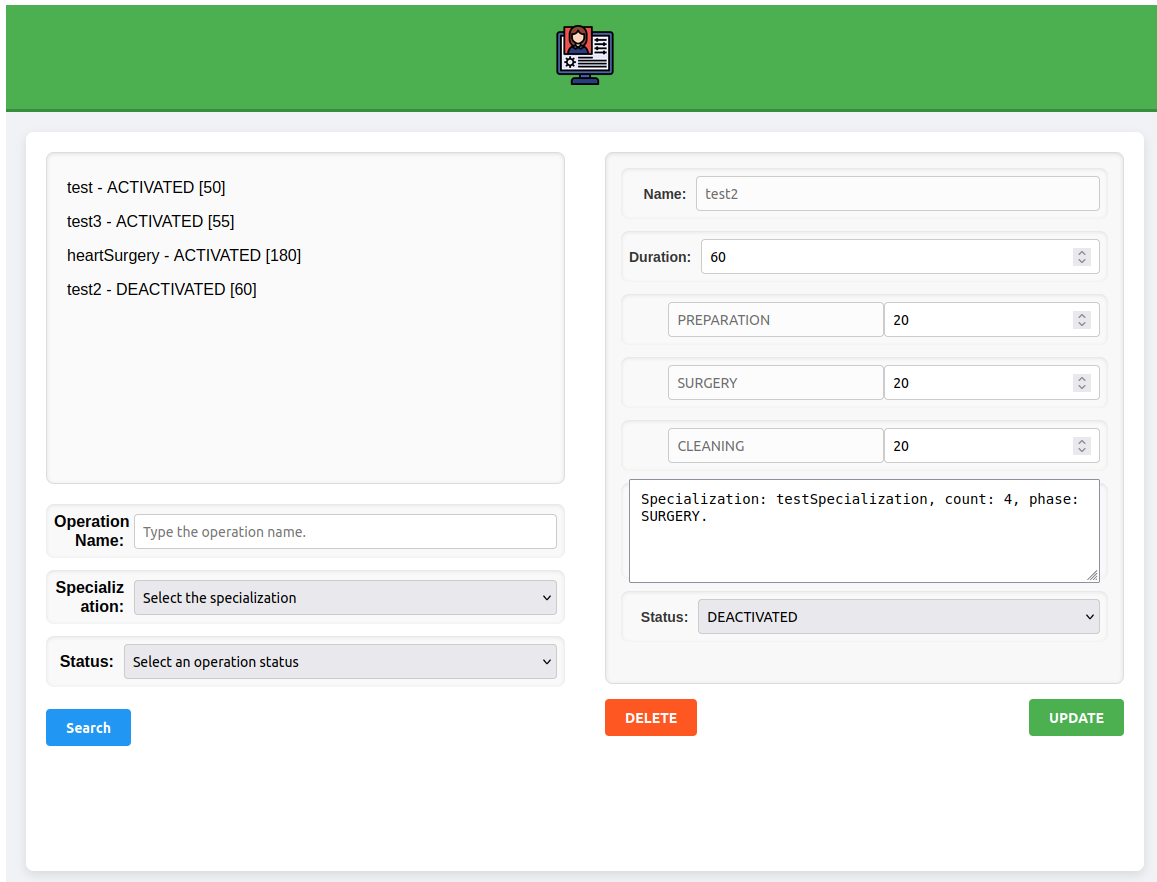 test - ACTIVATED [50]
test3 - ACTIVATED [55]
heartSurgery - ACTIVATED [180]
test2 - DEACTIVATED [60]
Operation
Name:
Type the operation name.
Specializ
ation:
Select the specialization
Status:
Select an operation status
Search
Name:
test2
Duration:
60
PREPARATION
20
SURGERY
20
CLEANING
20
Specialization: testSpecialization, count: 4, phase:
SURGERY.
Status:
DEACTIVATED
DELETE
UPDATE